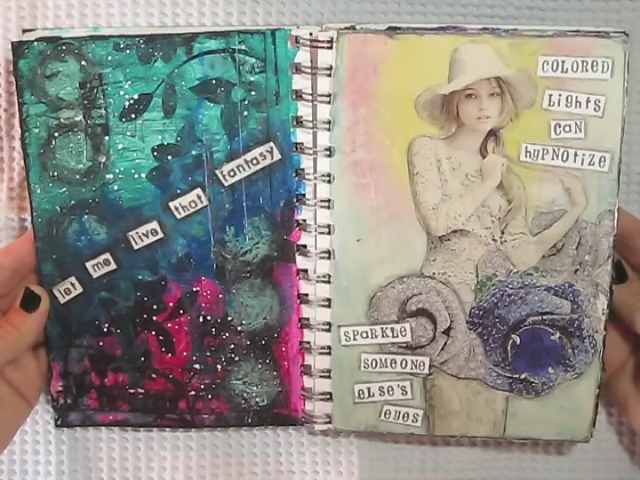 let me live that fantasy
COLORED
LIGHTS
CAN
hYPNOTIZE
SPARKLE
SOMEONE
ELSE'S
EYES